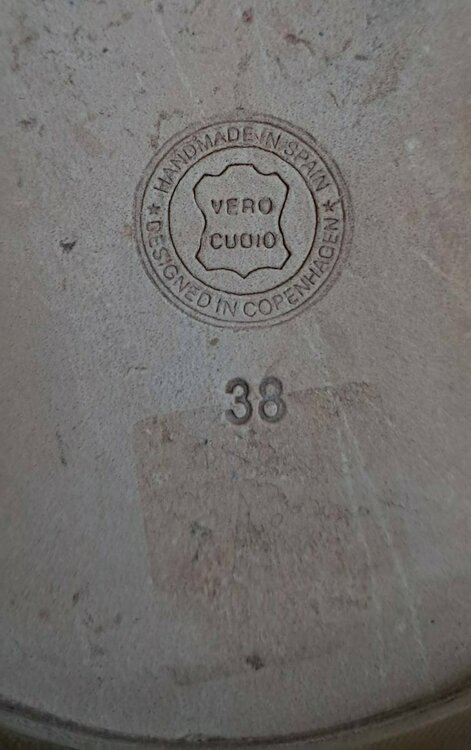 HANDMADE IN SPAIN
VERO
CUOIO
★ DESIGNED IN COPENHAGEN ★
38